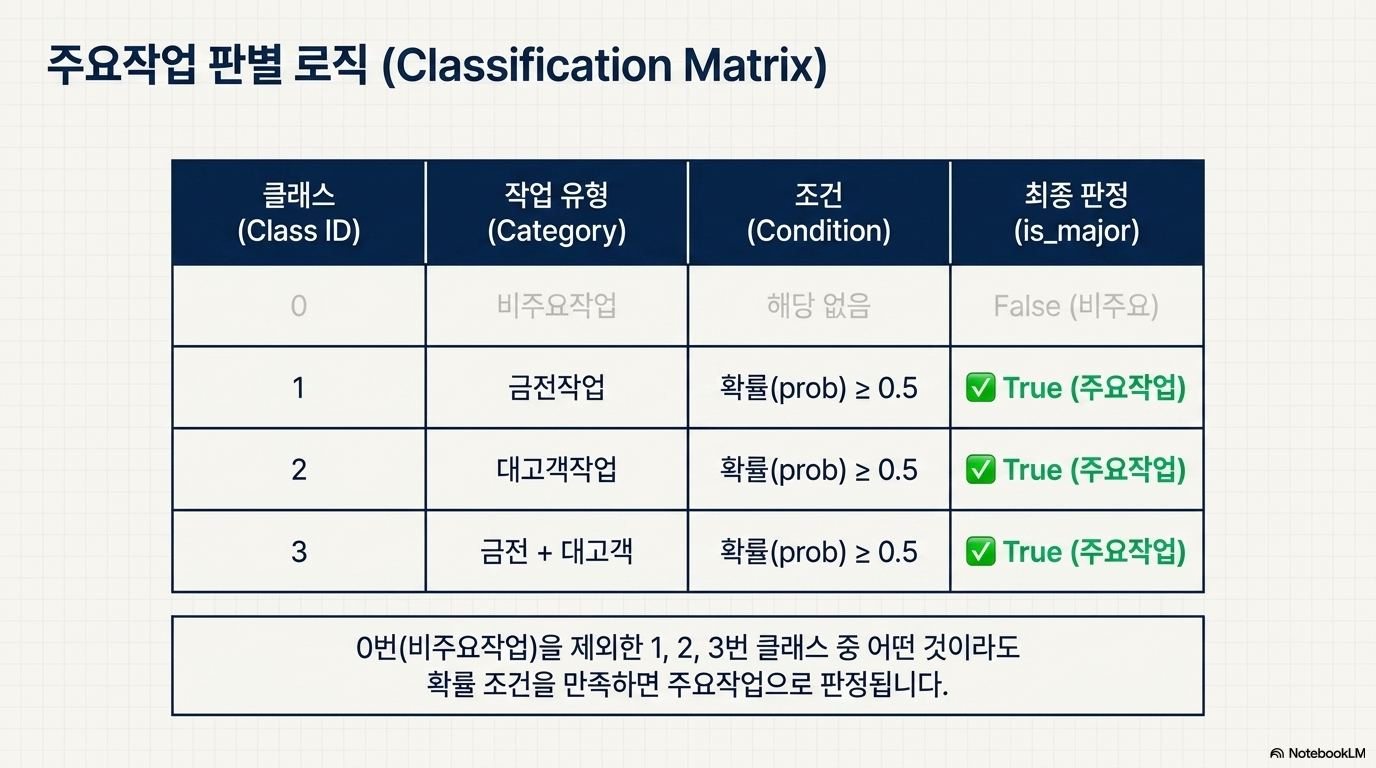 주요작업 판별 로직 (Classification Matrix)
클래스
(Class ID)
작업 유형
(Category)
조건
(Condition)
최종 판정
(is_major)
0
비주요작업
해당 없음
False (비주요)
1
금전작업
확률(prob) ≥ 0.5
✅ True (주요작업)
2
대고객작업
확률(prob) ≥ 0.5
✅ True (주요작업)
3
금전 + 대고객
확률(prob) ≥ 0.5
✅ True (주요작업)
0번(비주요작업)을 제외한 1, 2, 3번 클래스 중 어떤 것이라도
확률 조건을 만족하면 주요작업으로 판정됩니다.
NotebookLM